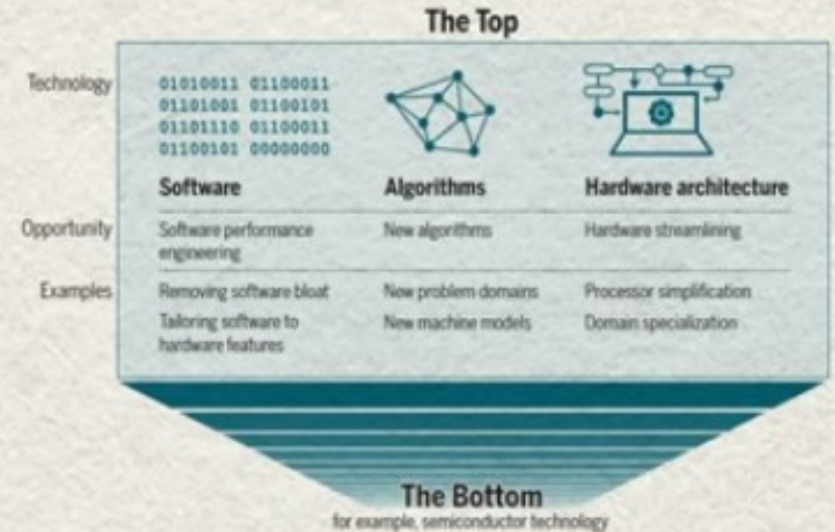 The Top
Technology
01010011 01100011
01101001 01100101
01101110 01100011
01100101 00000000
Software
Algorithms
Hardware architecture
Opportunity
Software performance
engineering
New algorithms
Hardware streamlining
Examples
Removing software bloat
New problem domains
Processor simplification
Tailoring software to
hardware features
New machine models
Domain specialization
The Bottom
for example, semiconductor technology